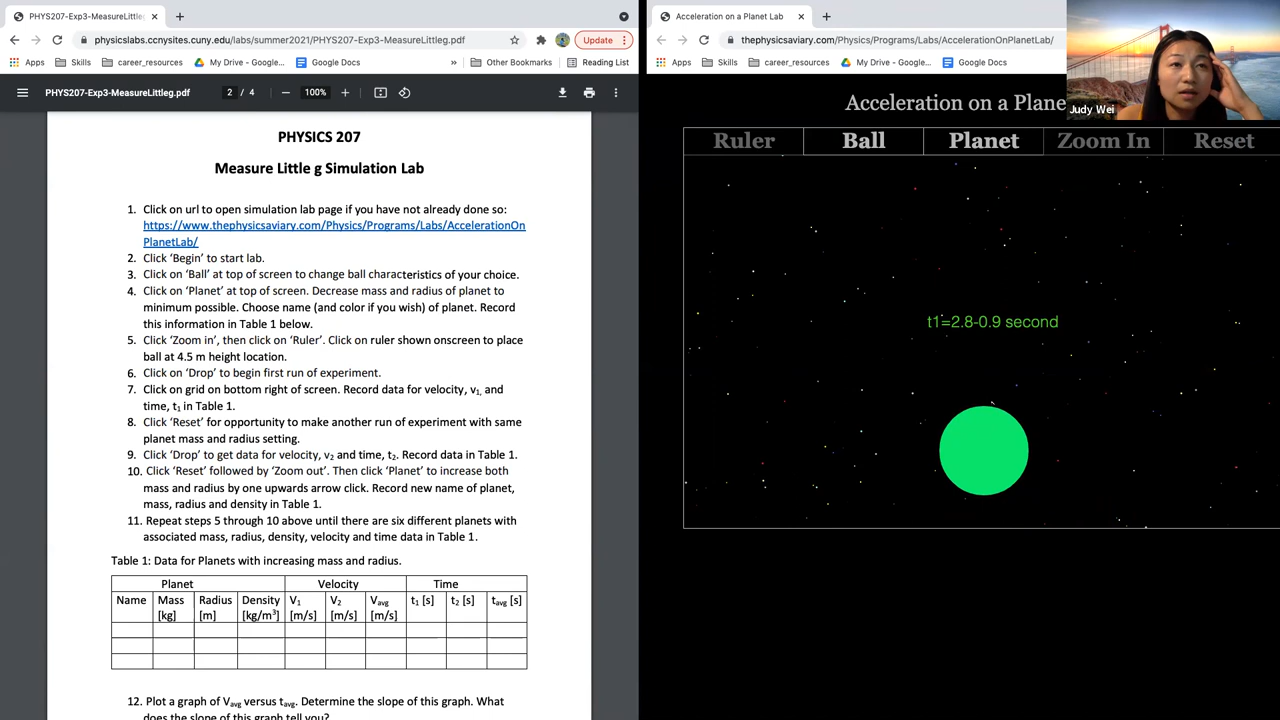 PHYS207-Exp3-MeasureLittleg
physicslabs.ccnysites.cuny.edu/labs/summer2021/PHYS207-Exp3-MeasureLittleg.pdf
Update
Apps Skills career_resources My Drive - Google... Google Docs » Other Bookmarks Reading List
PHYS207-Exp3-MeasureLittleg.pdf 2 / 4 100%
PHYSICS 207
Measure Little g Simulation Lab
1. Click on url to open simulation lab page if you have not already done so:
https://www.thephysicsaviary.com/Physics/Programs/Labs/AccelerationOn
PlanetLab/
2. Click ‘Begin’ to start lab.
3. Click on ‘Ball’ at top of screen to change ball characteristics of your choice.
4. Click on ‘Planet’ at top of screen. Decrease mass and radius of planet to
minimum possible. Choose name (and color if you wish) of planet. Record
this information in Table 1 below.
5. Click ‘Zoom in’, then click on ‘Ruler’. Click on ruler shown onscreen to place
ball at 4.5 m height location.
6. Click on ‘Drop’ to begin first run of experiment.
7. Click on grid on bottom right of screen. Record data for velocity, v1, and
time, t1 in Table 1.
8. Click ‘Reset’ for opportunity to make another run of experiment with same
planet mass and radius setting.
9. Click ‘Drop’ to get data for velocity, v2 and time, t2. Record data in Table 1.
10. Click ‘Reset’ followed by ‘Zoom out’. Then click ‘Planet’ to increase both
mass and radius by one upwards arrow click. Record new name of planet,
mass, radius and density in Table 1.
11. Repeat steps 5 through 10 above until there are six different planets with
associated mass, radius, density, velocity and time data in Table 1.
Table 1: Data for Planets with increasing mass and radius.
Planet Velocity Time
Name Mass Radius Density V1 V2 Vavg t1 [s] t2 [s] tavg [s]
[kg] [m] [kg/m3] [m/s] [m/s] [m/s]
12. Plot a graph of Vavg versus tavg. Determine the slope of this graph. What
does the slope of this graph tell you?
Acceleration on a Planet Lab
thephysicsaviary.com/Physics/Programs/Labs/AccelerationOnPlanetLab/
Apps Skills career_resources My Drive - Google... Google Docs
Judy Wei
Acceleration on a Plane
Ruler Ball Planet Zoom In Reset
t1=2.8-0.9 second